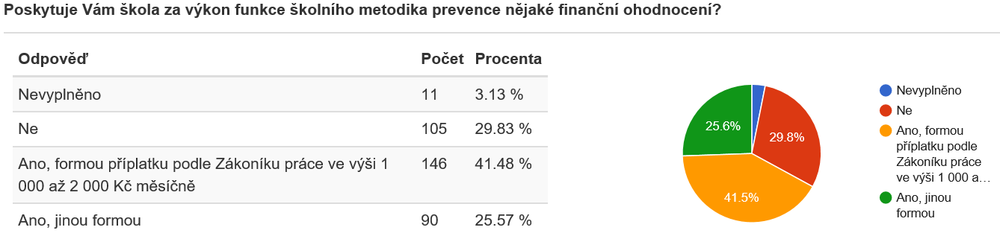 Poskytuje Vám škola za výkon funkce školního metodika prevence nějaké finanční ohodnocení?
Odpověď Počet Procenta
Nevyplněno 11 3.13 %
Ne 105 29.83 %
Ano, formou příplatku podle Zákoníku práce ve výši 1 146 41.48 %
000 až 2 000 Kč měsíčně
Ano, jinou formou 90 25.57 %
25.6%
29.8%
41.5%
Nevyplněno
Ne
Ano, formou
příplatku podle
Zákoníku práce
ve výši 1 000 a…
Ano, jinou
formou